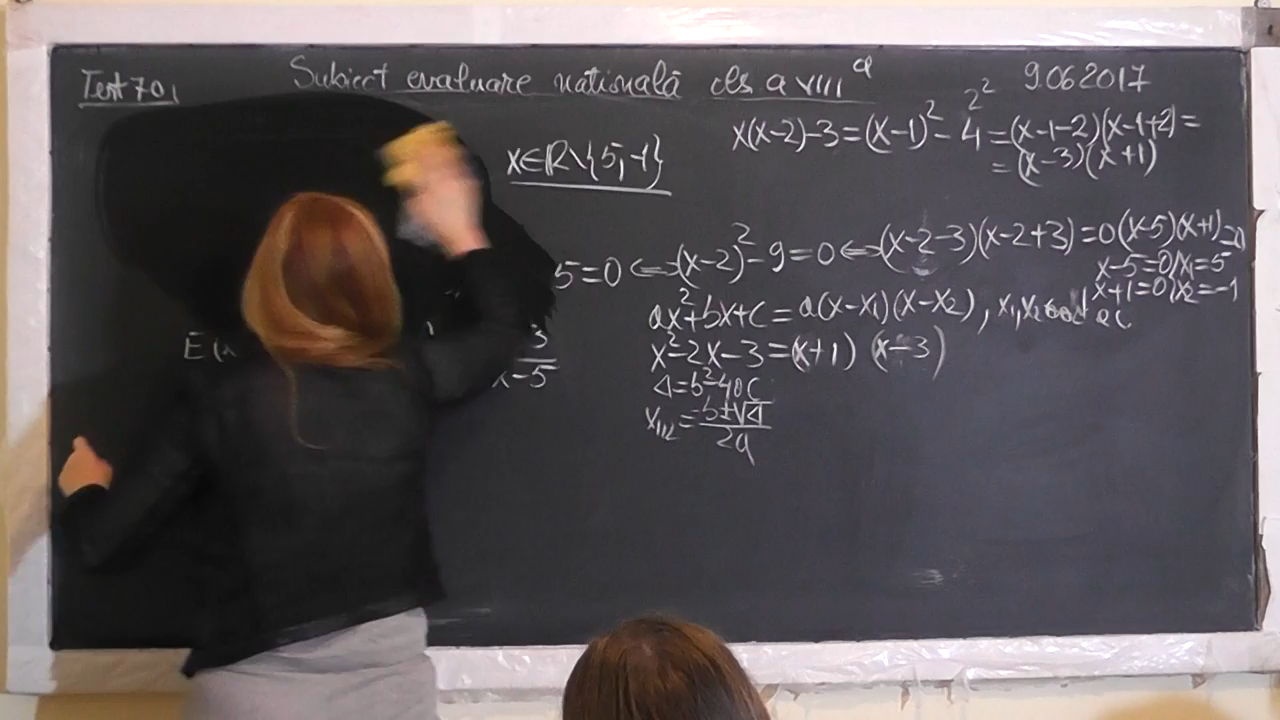 Test 70,
Subiect evaluare națională cls. a VIII a
9.06 2017
x(x-2)-3=(x-1)²- 4 2² =(x-1-2)(x-1+2)=
=(x-3)(x+1)
x∈ℝ\{5,-1}
5=0 ⇔(x-2)²-9=0⇔(x-2-3)(x-2+3)=0 (x-5)(x+1)=0
x-5=0/x₁=5
x+1=0/x₂=-1
ax²+bx+c=a(x-x₁)(x-x₂), x₁,x₂ ec.
x²-2x-3=(x+1) (x-3)
E(x 3/x-5
Δ=b²-4ac
x₁,₂=-b±√Δ/2a